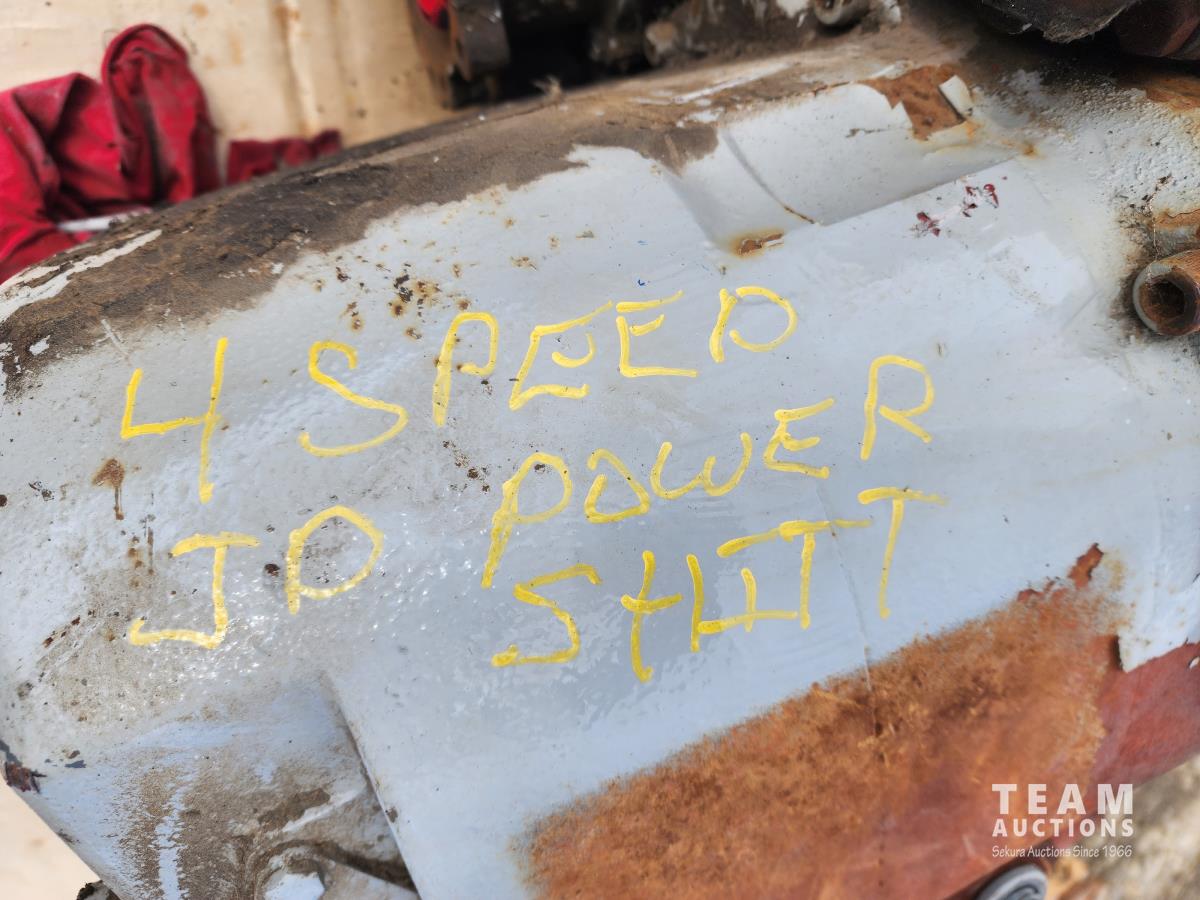 4 SPEED
JD POWER
SHIFT
TEAM
AUCTIONS
Sekura Auctions Since 1966